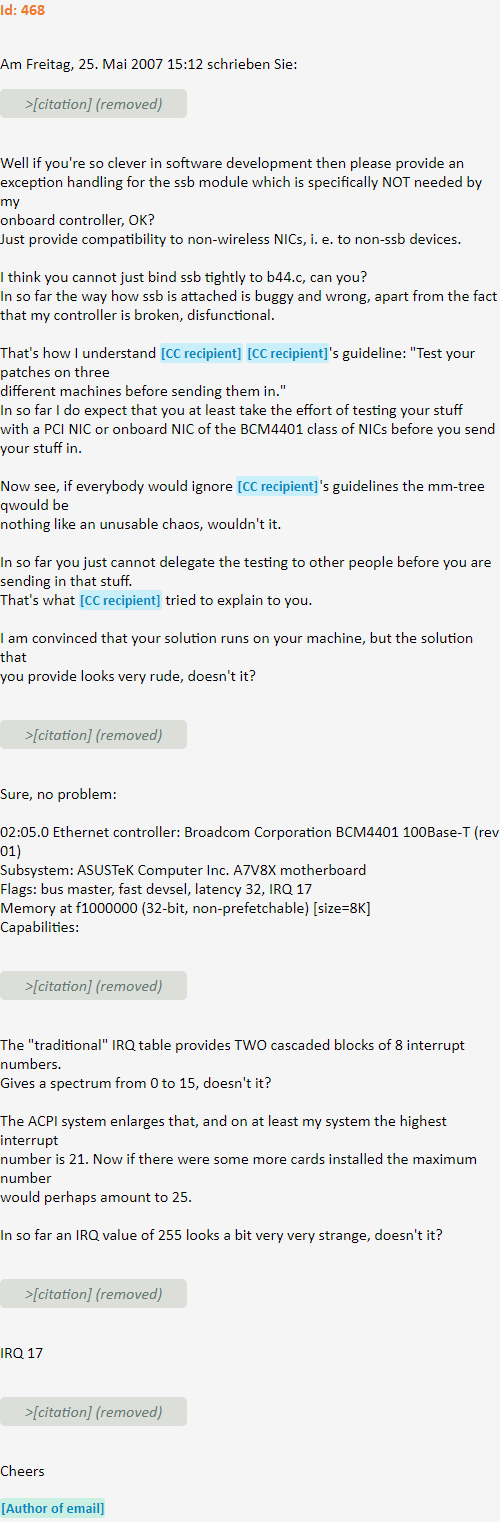 Id: 468
Am Freitag, 25. Mai 2007 15:12 schrieben Sie:
>[citation] (removed)
Well if you're so clever in software development then please provide an
exception handling for the ssb module which is specifically NOT needed by
my
onboard controller, OK?
Just provide compatibility to non-wireless NICs, i. e. to non-ssb devices.
I think you cannot just bind ssb tightly to b44.c, can you?
In so far the way how ssb is attached is buggy and wrong, apart from the fact
that my controller is broken, disfunctional.
That's how I understand [CC recipient] [CC recipient]'s guideline: "Test your
patches on three
different machines before sending them in."
In so far I do expect that you at least take the effort of testing your stuff
with a PCI NIC or onboard NIC of the BCM4401 class of NICs before you send
your stuff in.
Now see, if everybody would ignore [CC recipient]'s guidelines the mm-tree
qwould be
nothing like an unusable chaos, wouldn't it.
In so far you just cannot delegate the testing to other people before you are
sending in that stuff.
That's what [CC recipient] tried to explain to you.
I am convinced that your solution runs on your machine, but the solution
that
you provide looks very rude, doesn't it?
>[citation] (removed)
Sure, no problem:
02:05.0 Ethernet controller: Broadcom Corporation BCM4401 100Base-T (rev
01)
Subsystem: ASUSTeK Computer Inc. A7V8X motherboard
Flags: bus master, fast devsel, latency 32, IRQ 17
Memory at f1000000 (32-bit, non-prefetchable) [size=8K]
Capabilities:
>[citation] (removed)
The "traditional" IRQ table provides TWO cascaded blocks of 8 interrupt
numbers.
Gives a spectrum from 0 to 15, doesn't it?
The ACPI system enlarges that, and on at least my system the highest
interrupt
number is 21. Now if there were some more cards installed the maximum
number
would perhaps amount to 25.
In so far an IRQ value of 255 looks a bit very very strange, doesn't it?
>[citation] (removed)
IRQ 17
>[citation] (removed)
Cheers
[Author of email]